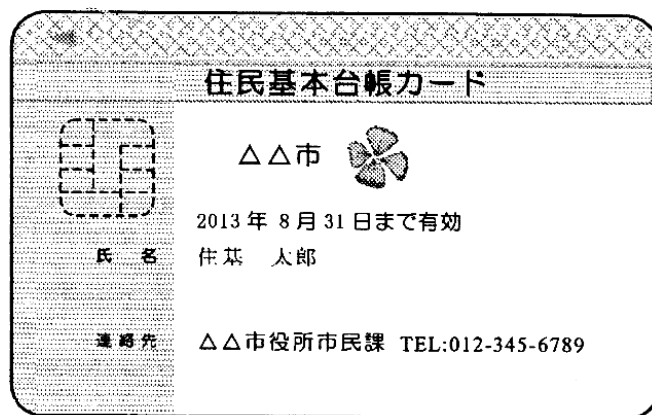 住民基本台帳カード
△△市
2013年 8月31日まで有効
氏 名 住基 太郎
連絡先 △△市役所市民課 TEL:012-345-6789